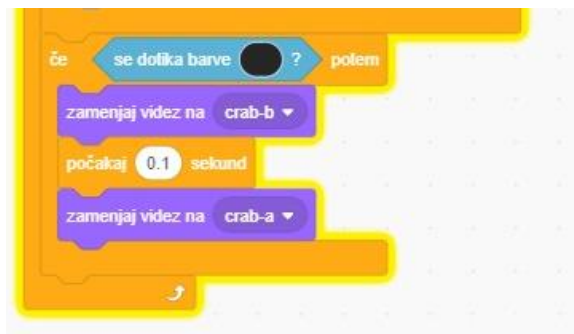 če se dotika barve ? potem
zamenjaj videz na crab-b
počakaj 0.1 sekund
zamenjaj videz na crab-a